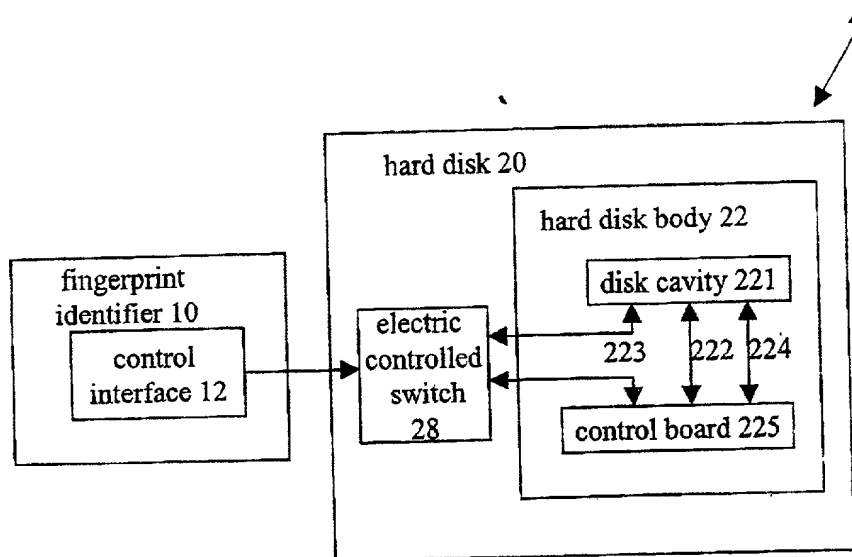 hard disk 20
hard disk body 22
disk cavity 221
223 222 224
control board 225
electric
controlled
switch
28
fingerprint
identifier 10
control
interface 12